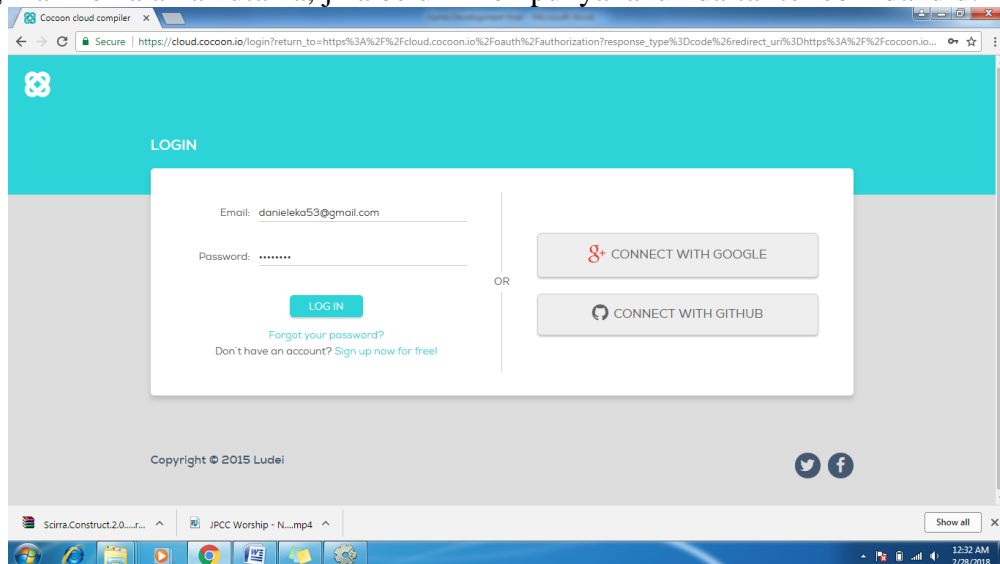 Cocoon cloud compiler
Secure | https://cloud.cocoon.io/login?return_to=https%3A%2F%2Fcloud.cocoon.io%2Foauth%2Fauthorization?response_type%3Dcode%26redirect_uri%3Dhttps%3A%2F%2Fcocoon.io...
LOGIN
Email: danieleka53@gmail.com
Password: ••••••••
LOG IN
Forgot your password?
Don't have an account? Sign up now for free!
OR
g+ CONNECT WITH GOOGLE
CONNECT WITH GITHUB
Copyright © 2015 Ludei
Scirra.Construct.2.0.....r...
JPCC Worship - N....mp4
Show all
12:32 AM
2/28/2018